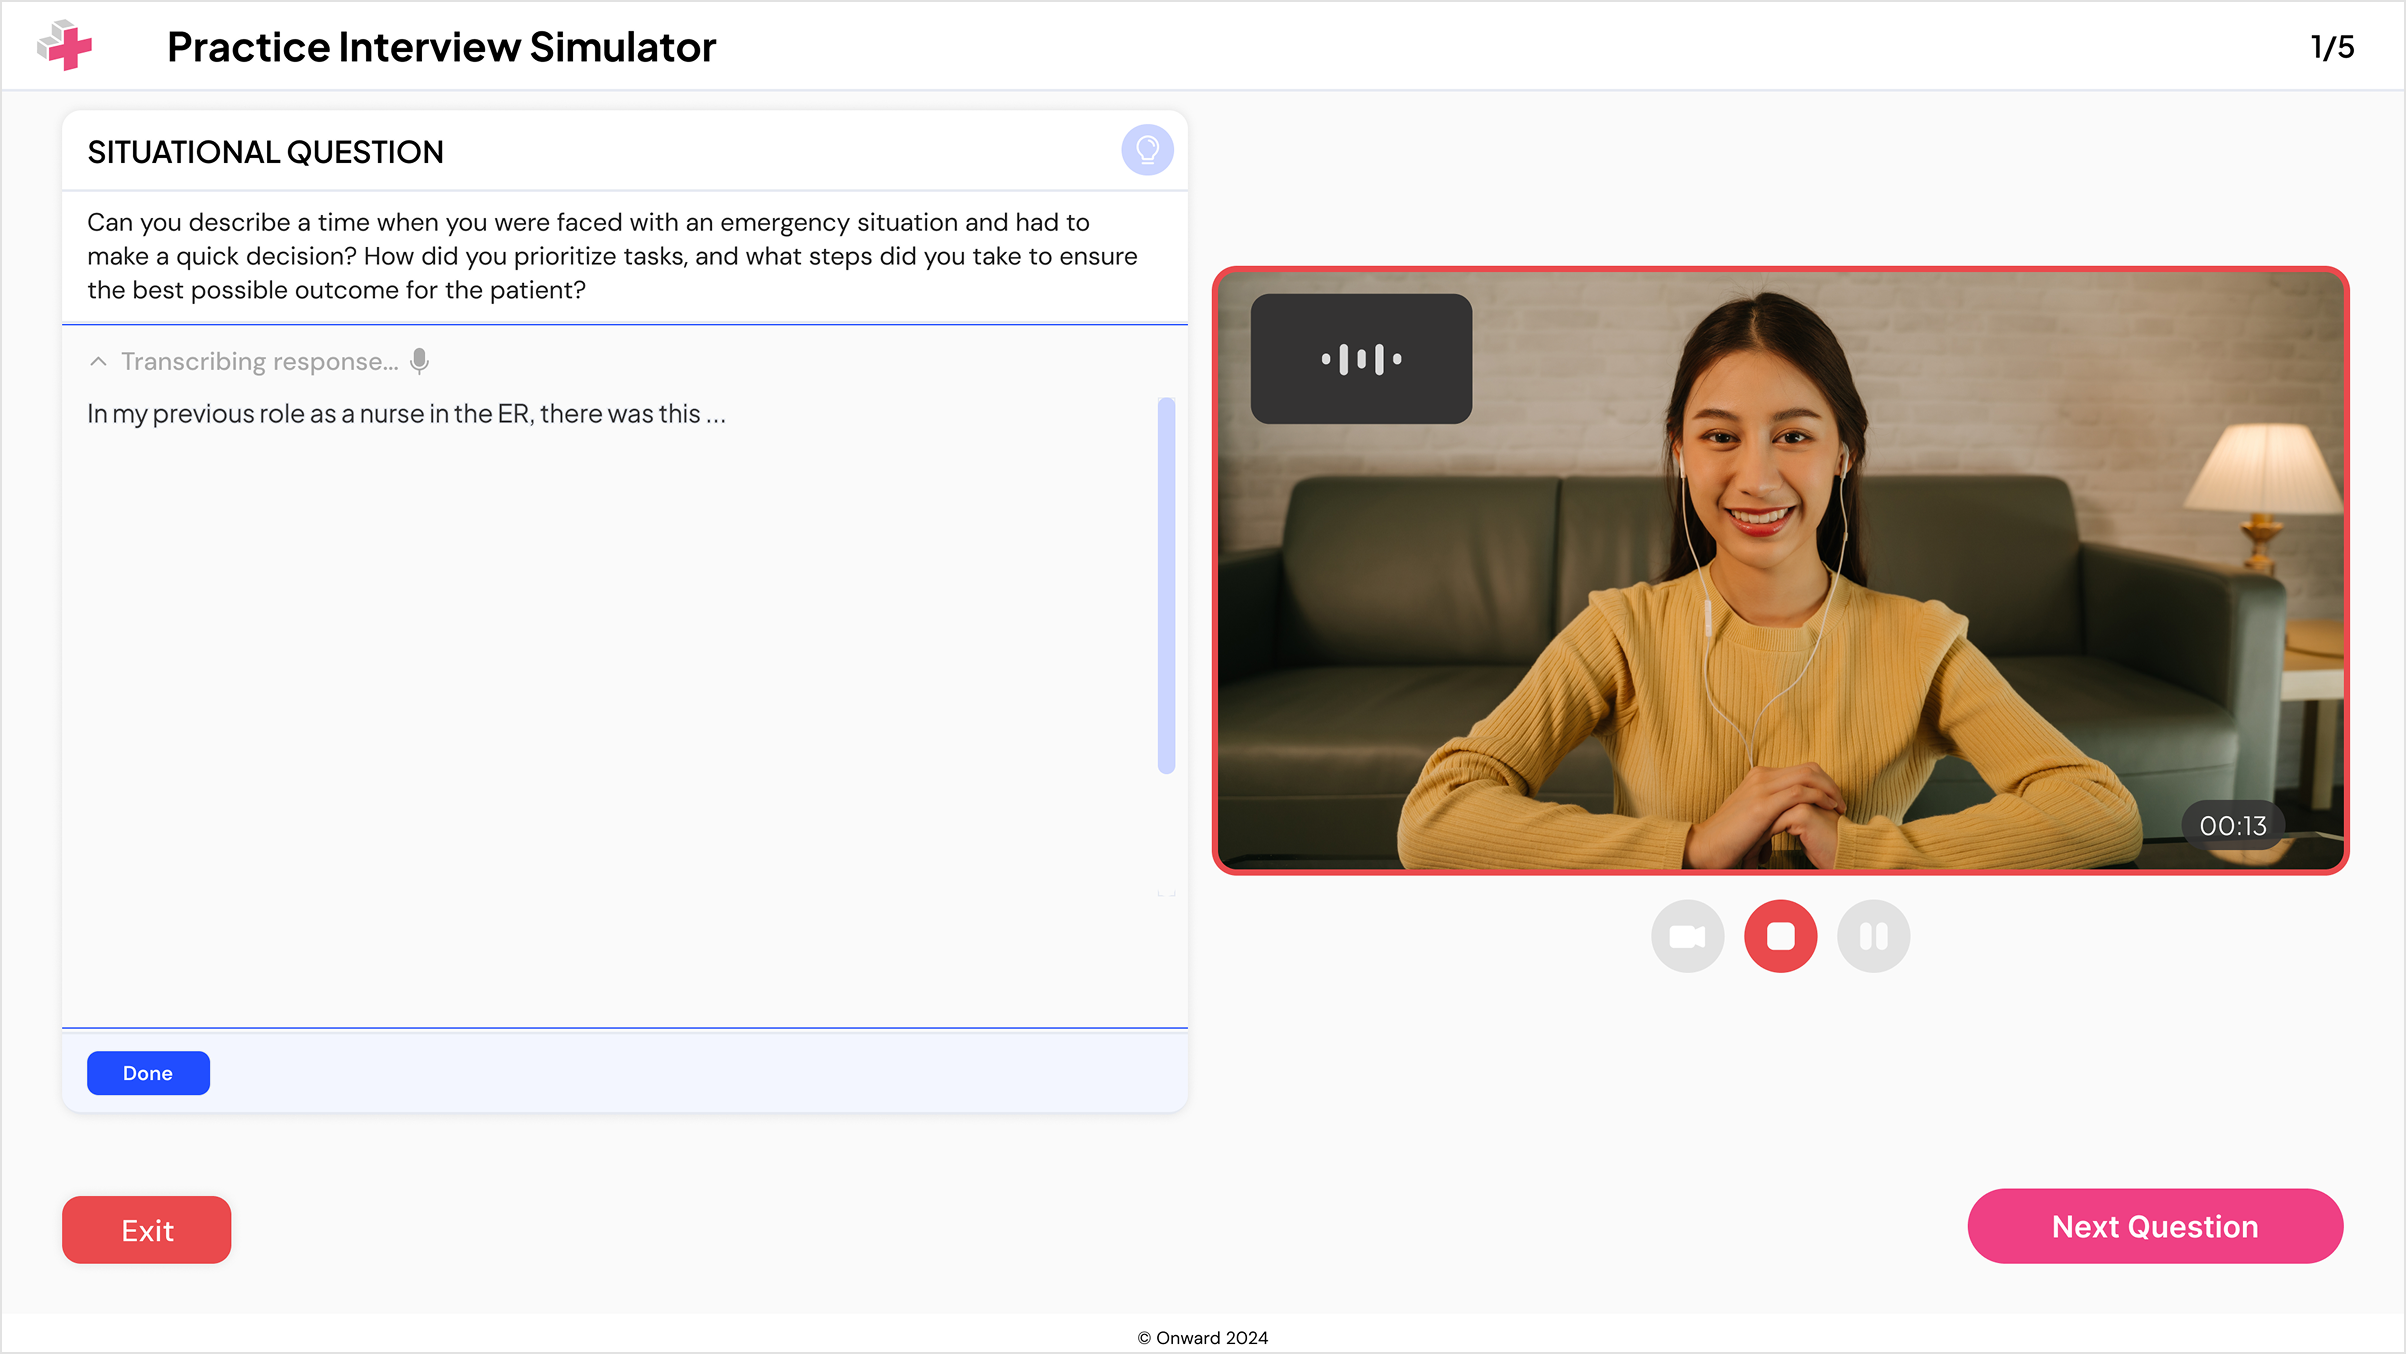 Practice Interview Simulator
1/5
SITUATIONAL QUESTION
Can you describe a time when you were faced with an emergency situation and had to
make a quick decision? How did you prioritize tasks, and what steps did you take to ensure
the best possible outcome for the patient?
Transcribing response...
In my previous role as a nurse in the ER, there was this ...
00:13
Done
Exit
Next Question
© Onward 2024